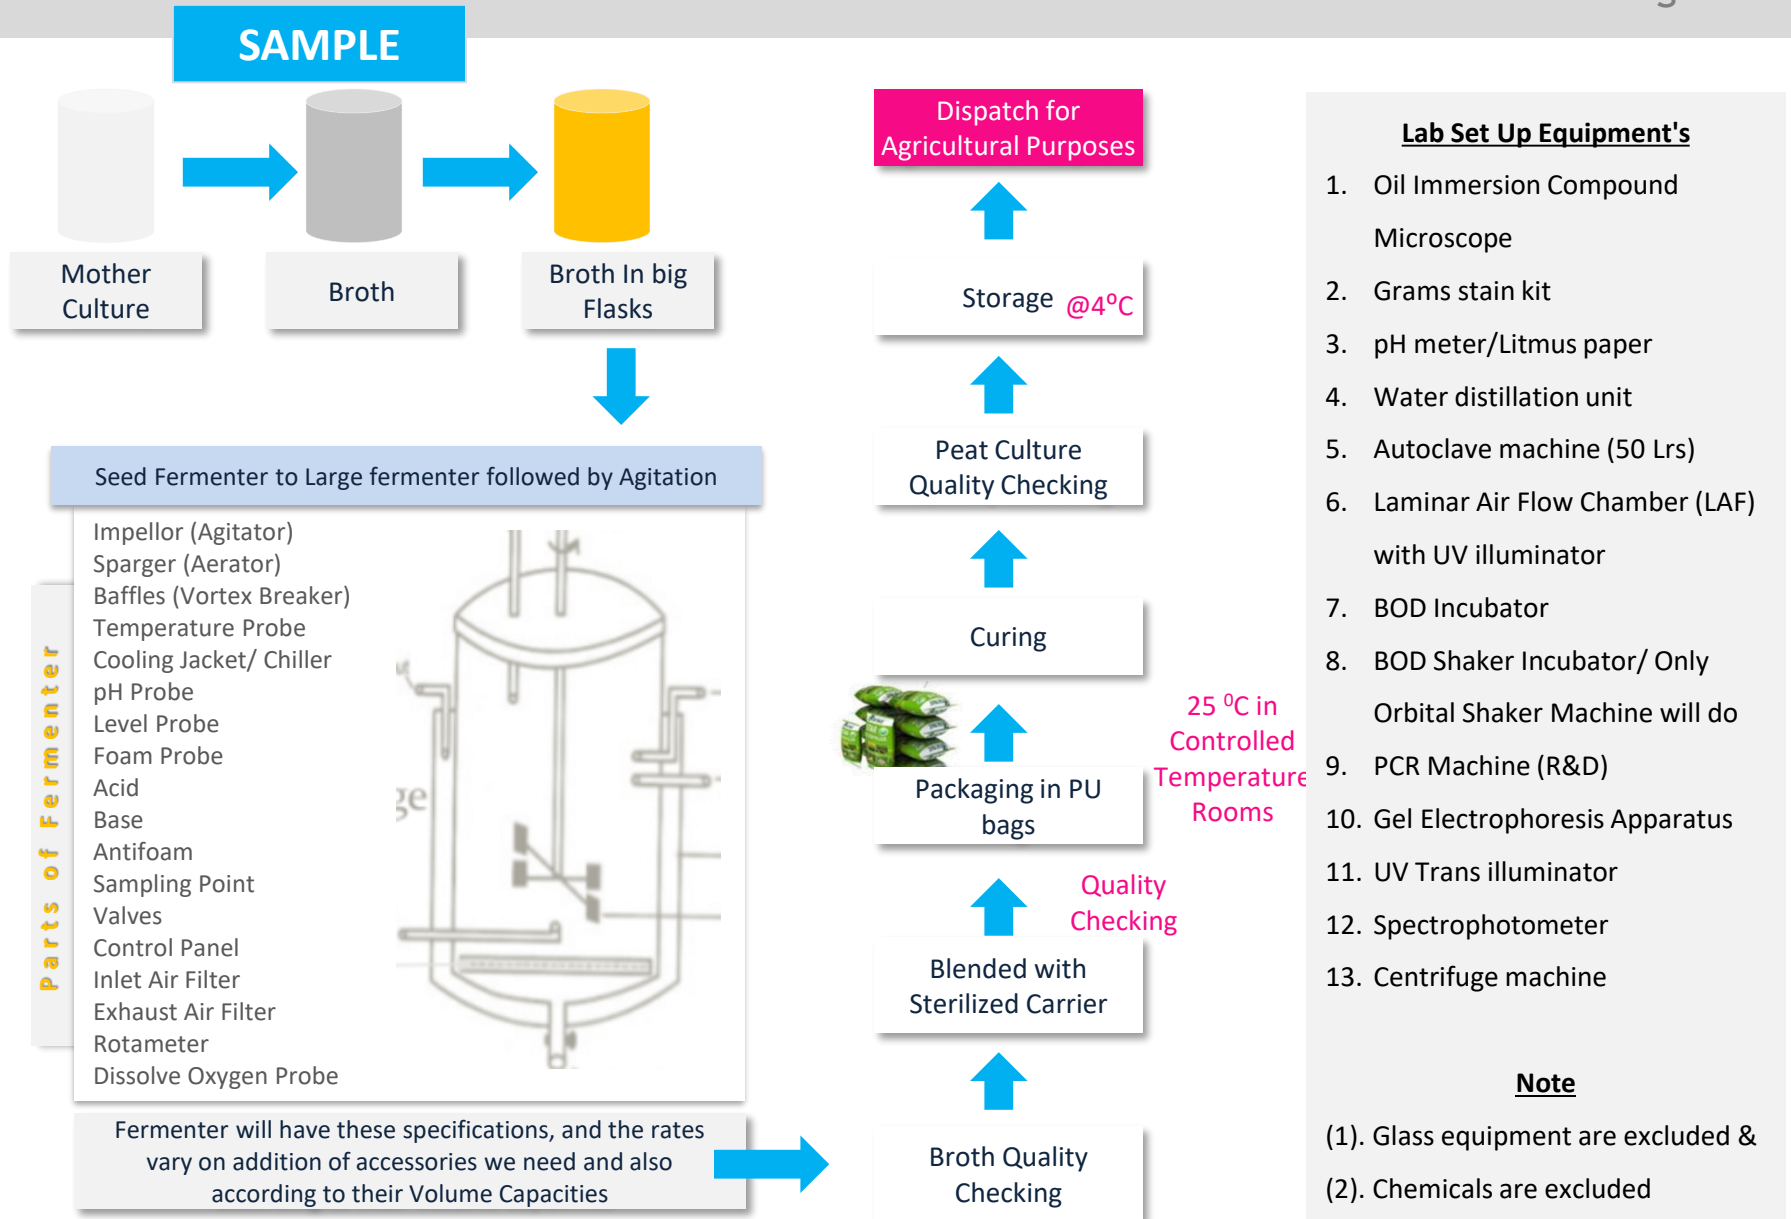 SAMPLE
Mother
Culture
Broth
Broth In big
Flasks
Seed Fermenter to Large fermenter followed by Agitation
Parts of Fermenter
Impellor (Agitator)
Sparger (Aerator)
Baffles (Vortex Breaker)
Temperature Probe
Cooling Jacket/ Chiller
pH Probe
Level Probe
Foam Probe
Acid
Base
Antifoam
Sampling Point
Valves
Control Panel
Inlet Air Filter
Exhaust Air Filter
Rotameter
Dissolve Oxygen Probe
Fermenter will have these specifications, and the rates
vary on addition of accessories we need and also
according to their Volume Capacities
Dispatch for
Agricultural Purposes
Storage @4⁰C
Peat Culture
Quality Checking
Curing
25 ⁰C in
Controlled
Temperature
Rooms
Packaging in PU
bags
Quality
Checking
Blended with
Sterilized Carrier
Broth Quality
Checking
Lab Set Up Equipment's
1. Oil Immersion Compound
Microscope
2. Grams stain kit
3. pH meter/Litmus paper
4. Water distillation unit
5. Autoclave machine (50 Lrs)
6. Laminar Air Flow Chamber (LAF)
with UV illuminator
7. BOD Incubator
8. BOD Shaker Incubator/ Only
Orbital Shaker Machine will do
9. PCR Machine (R&D)
10. Gel Electrophoresis Apparatus
11. UV Trans illuminator
12. Spectrophotometer
13. Centrifuge machine
Note
(1). Glass equipment are excluded &
(2). Chemicals are excluded